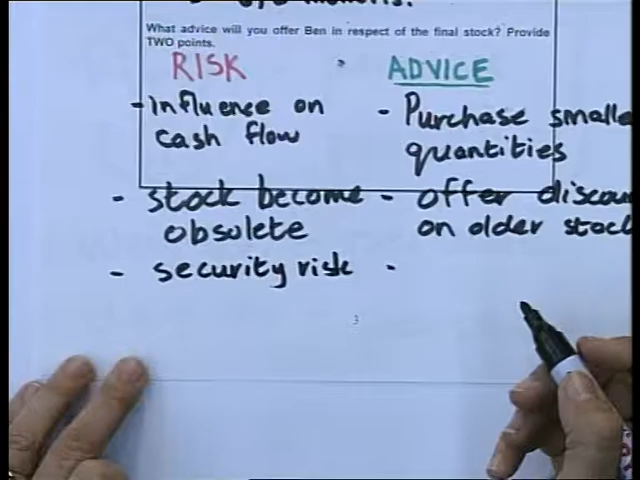 What advice will you offer Ben in respect of the final stock? Provide
TWO points.
RISK
ADVICE
- influence on
cash flow
- Purchase smalle
quantities
- stock become
obsolete
- offer discou
on older stock
- security risk
-
3